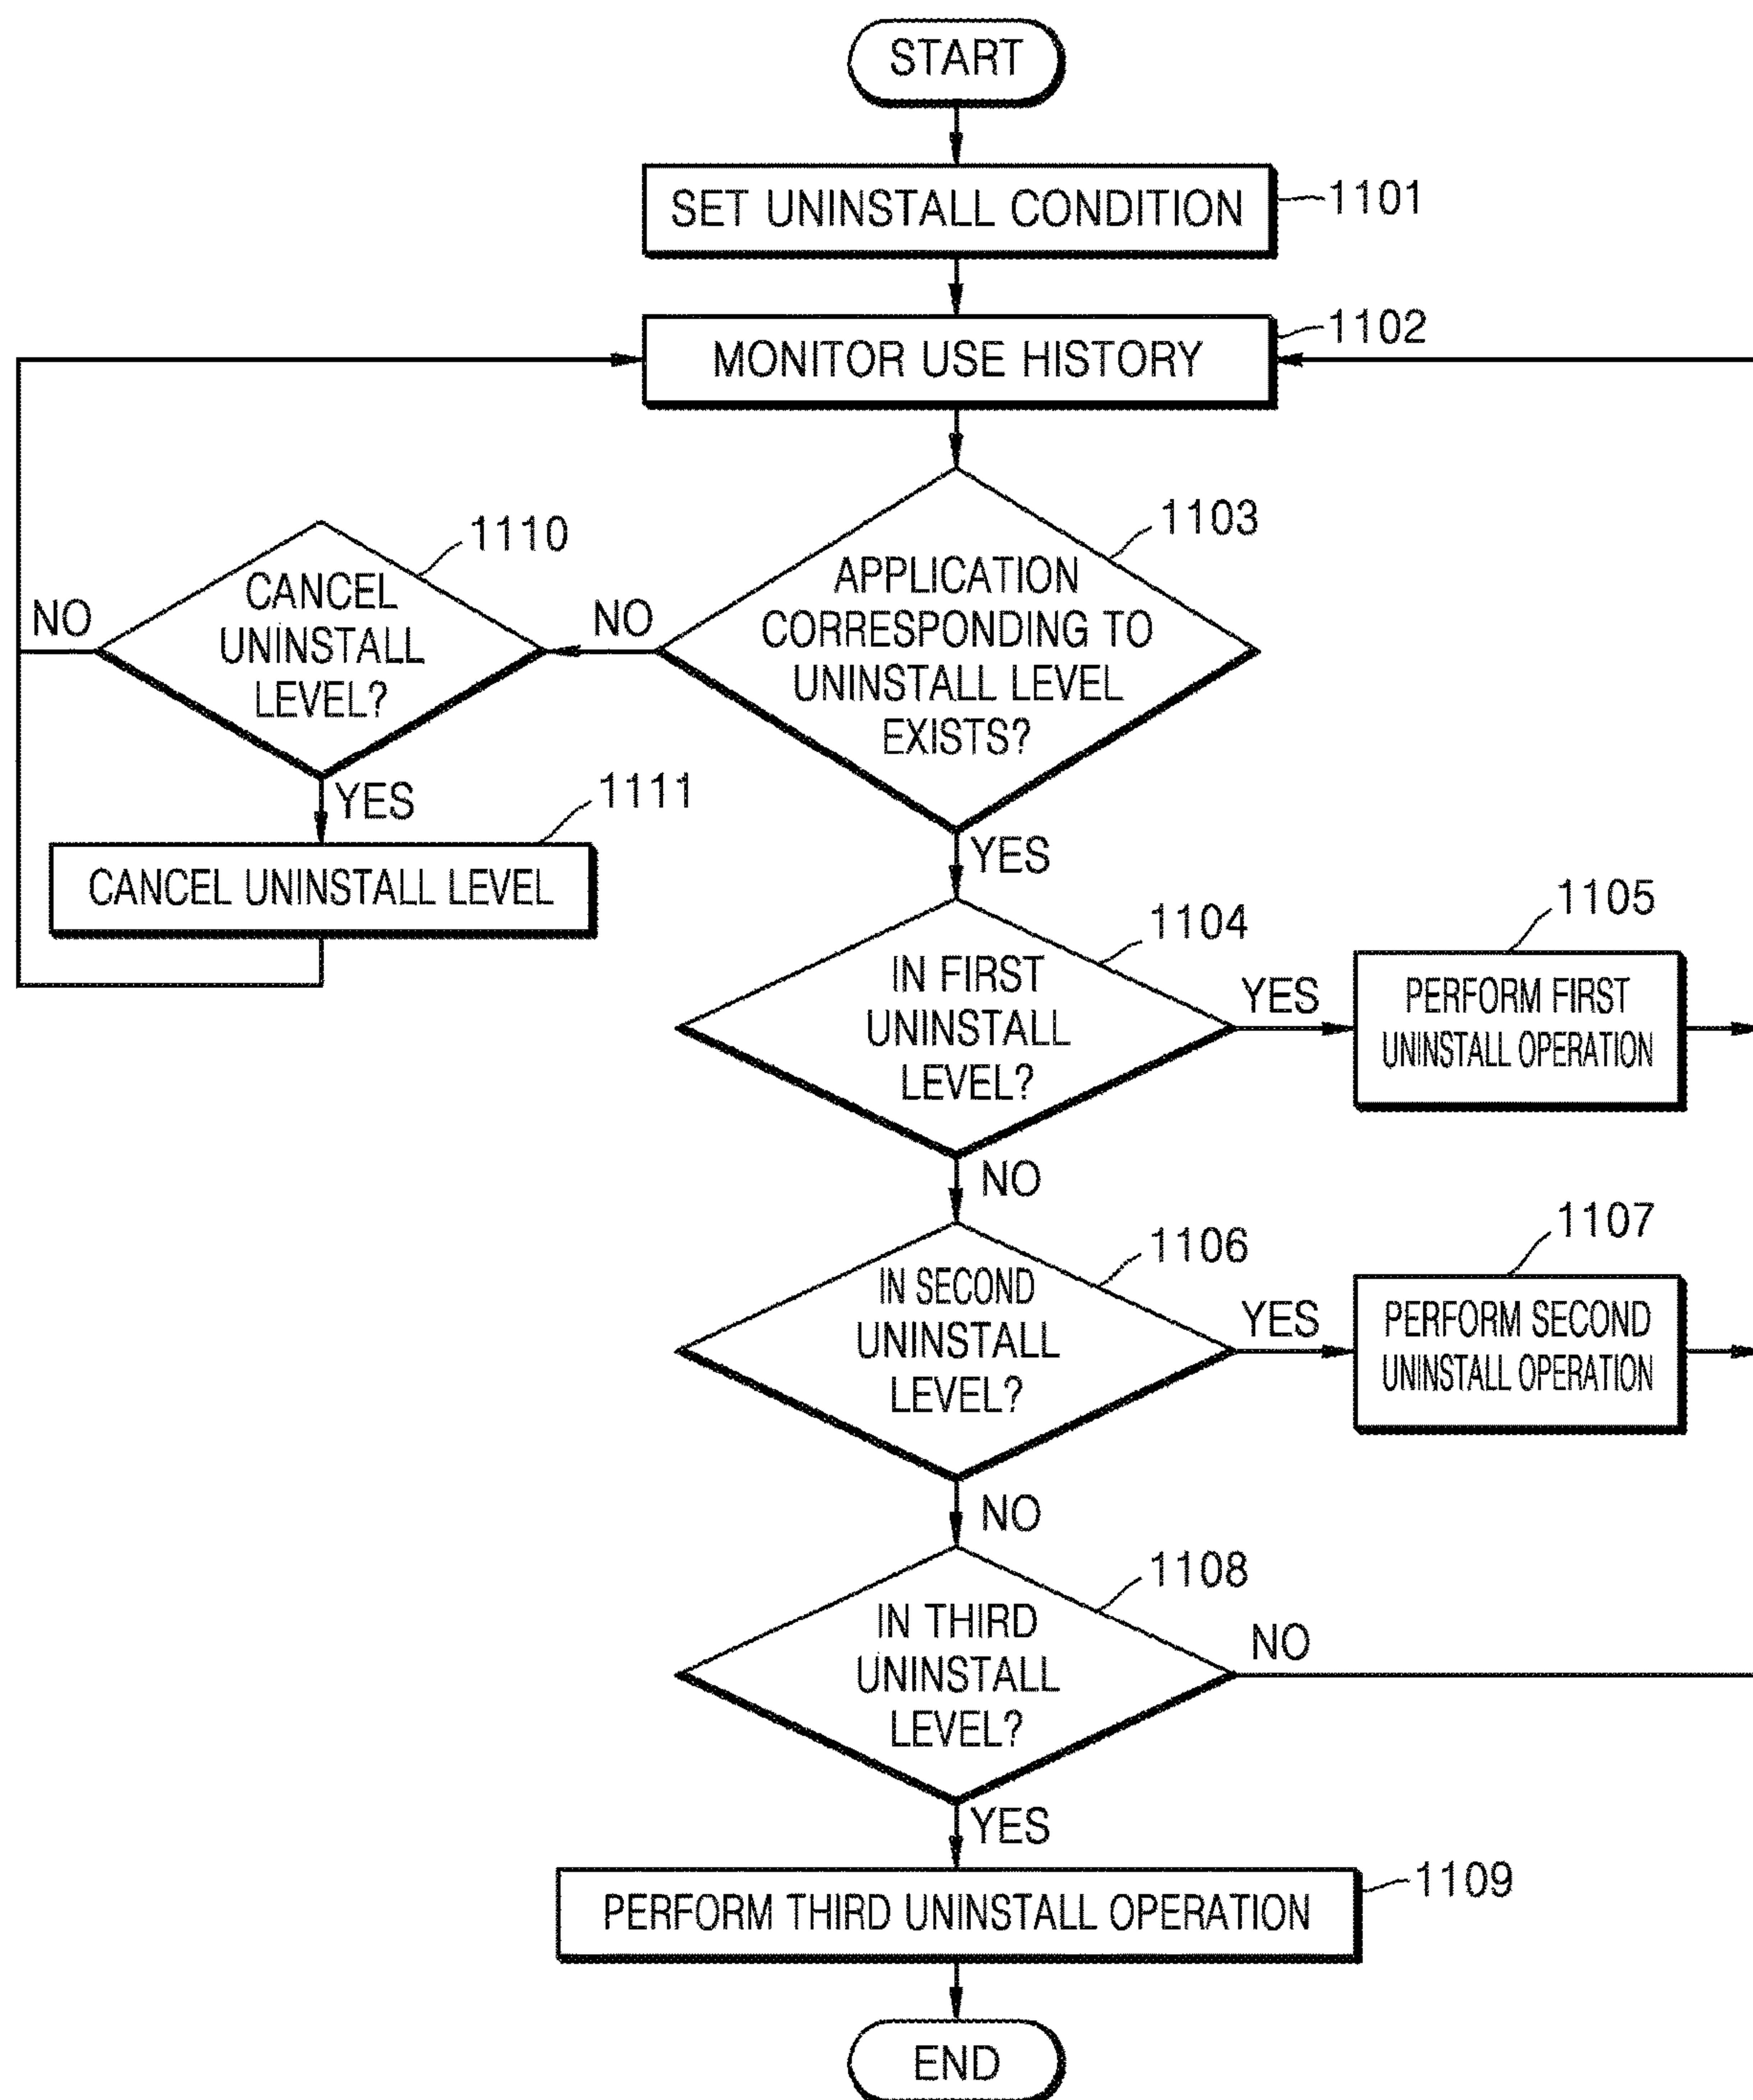 START
SET UNINSTALL CONDITION
1101
MONITOR USE HISTORY
1102
APPLICATION
CORRESPONDING TO
UNINSTALL LEVEL
EXISTS?
1103
NO
CANCEL
UNINSTALL
LEVEL?
1110
NO
YES
CANCEL UNINSTALL LEVEL
1111
YES
IN FIRST
UNINSTALL
LEVEL?
1104
YES
PERFORM FIRST
UNINSTALL OPERATION
1105
NO
IN SECOND
UNINSTALL
LEVEL?
1106
YES
PERFORM SECOND
UNINSTALL OPERATION
1107
NO
IN THIRD
UNINSTALL
LEVEL?
1108
NO
YES
PERFORM THIRD UNINSTALL OPERATION
1109
END